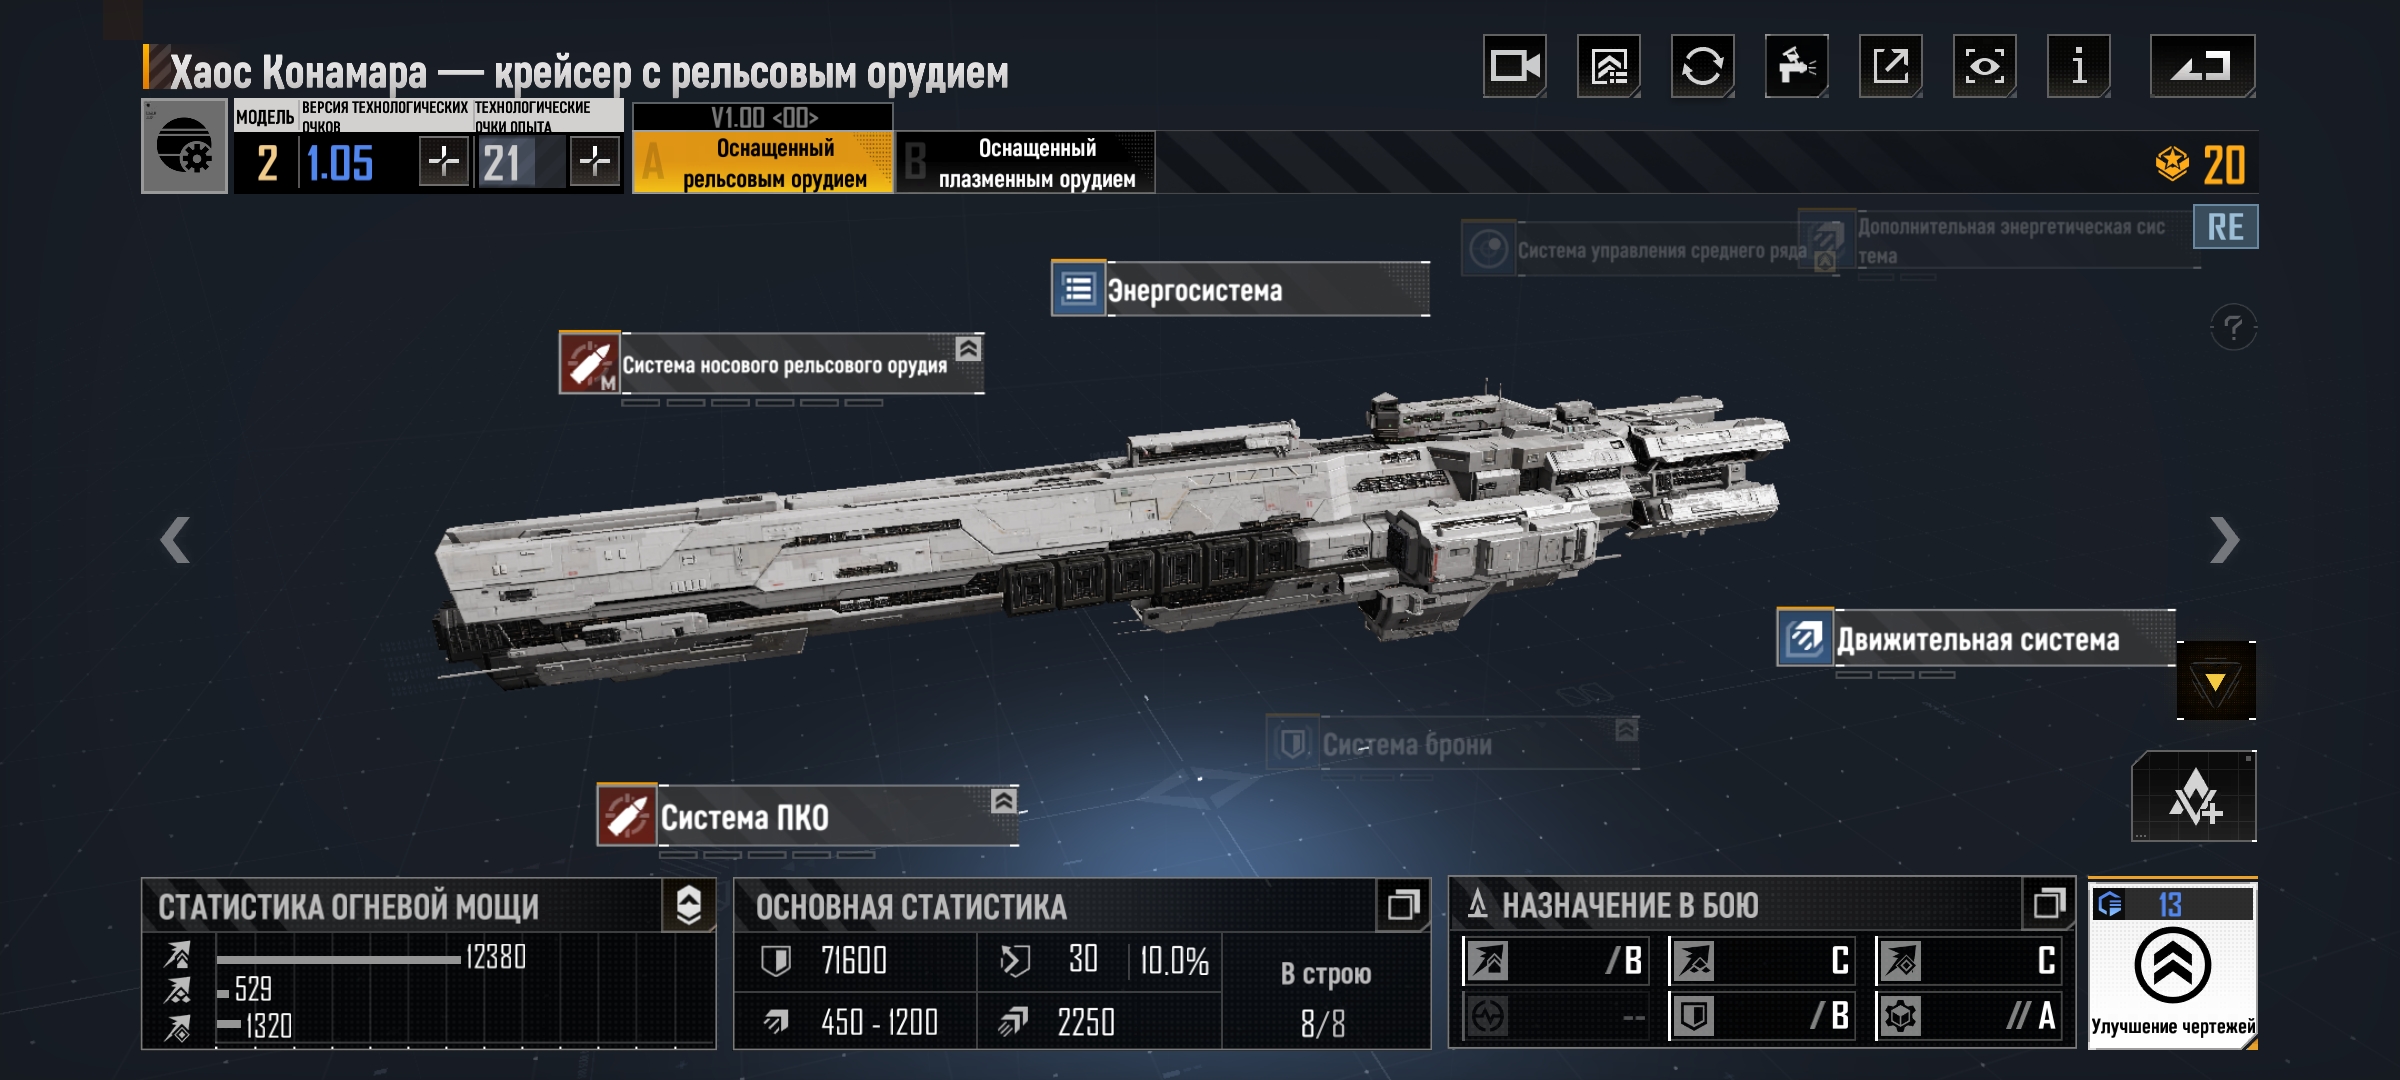 Хаос Конамара — крейсер с рельсовым орудием
МОДЕЛЬ
ВЕРСИЯ ТЕХНОЛОГИЧЕСКИХ
ОЧКОВ
ТЕХНОЛОГИЧЕСКИЕ
ОЧКИ ОПЫТА
2
1.05
21
V1.00 <00>
A
Оснащенный
рельсовым орудием
B
Оснащенный
плазменным орудием
20
RE
Система управления среднего ряда
Дополнительная энергетическая сис
тема
A
Энергосистема
?
M
Система носового рельсового орудия
Движительная система
Система брони
Система ПКО
СТАТИСТИКА ОГНЕВОЙ МОЩИ
12380
529
1320
ОСНОВНАЯ СТАТИСТИКА
71600
30
10.0%
450 - 1200
2250
В строю
8/8
НАЗНАЧЕНИЕ В БОЮ
/ B
C
C
--
/ B
// A
13
Улучшение чертежей